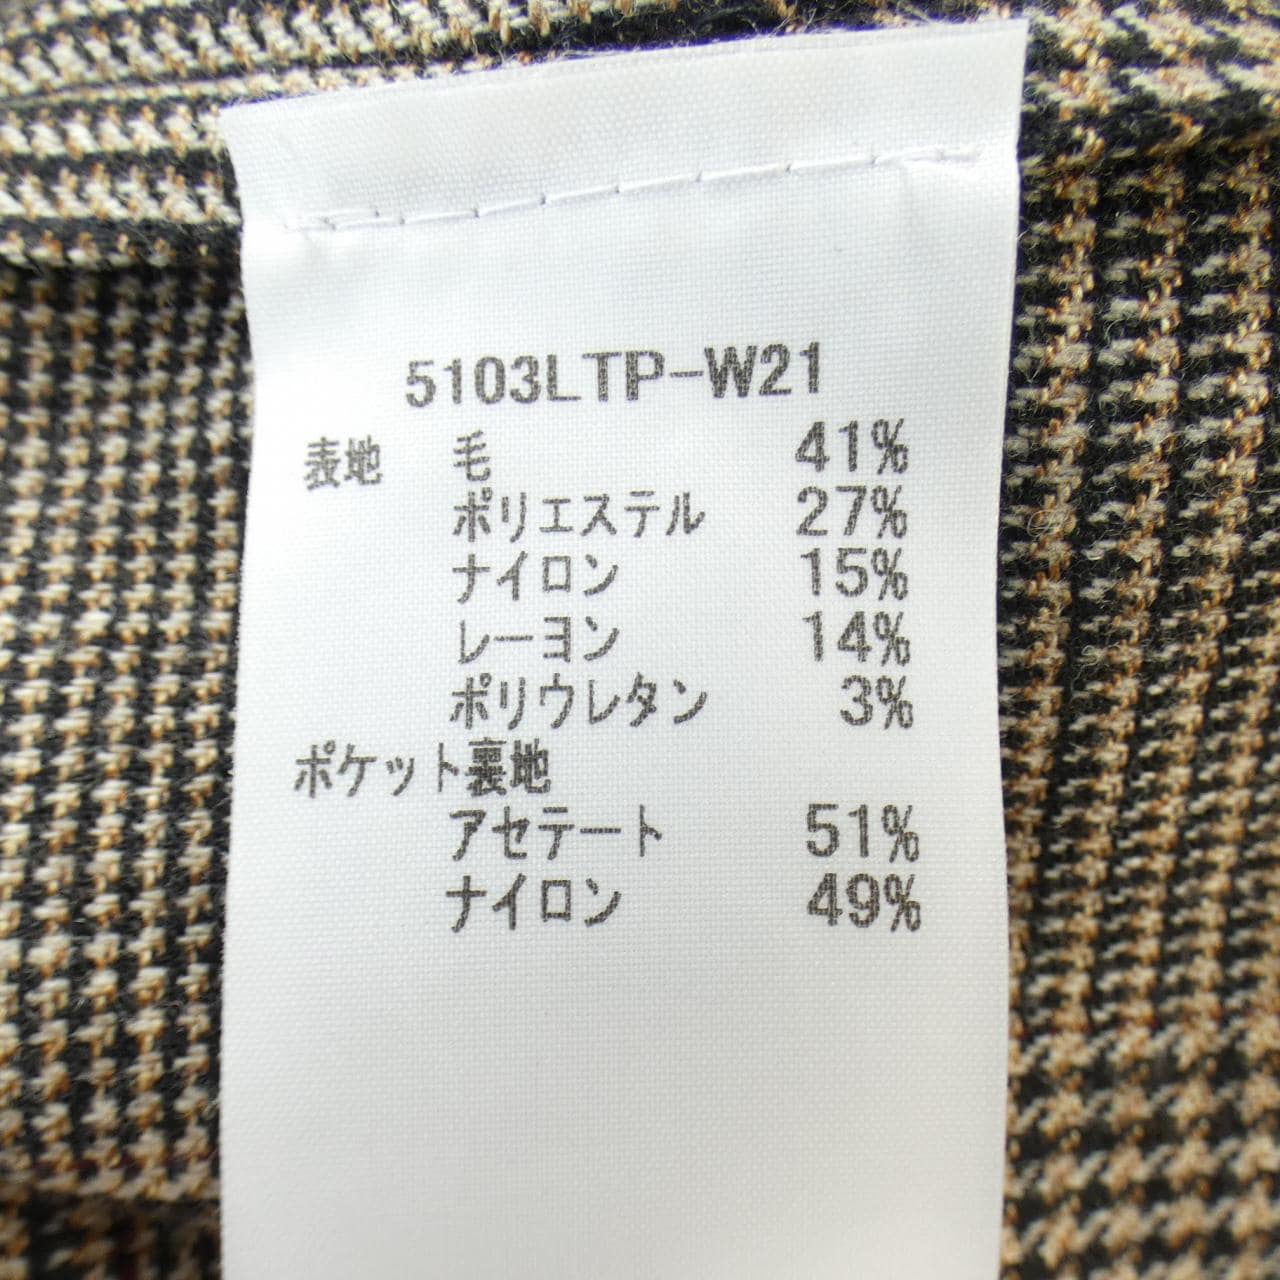 5103LTP-W21
表地 毛 41%
ポリエステル 27%
ナイロン 15%
レーヨン 14%
ポリウレタン 3%
ポケット裏地
アセテート 51%
ナイロン 49%